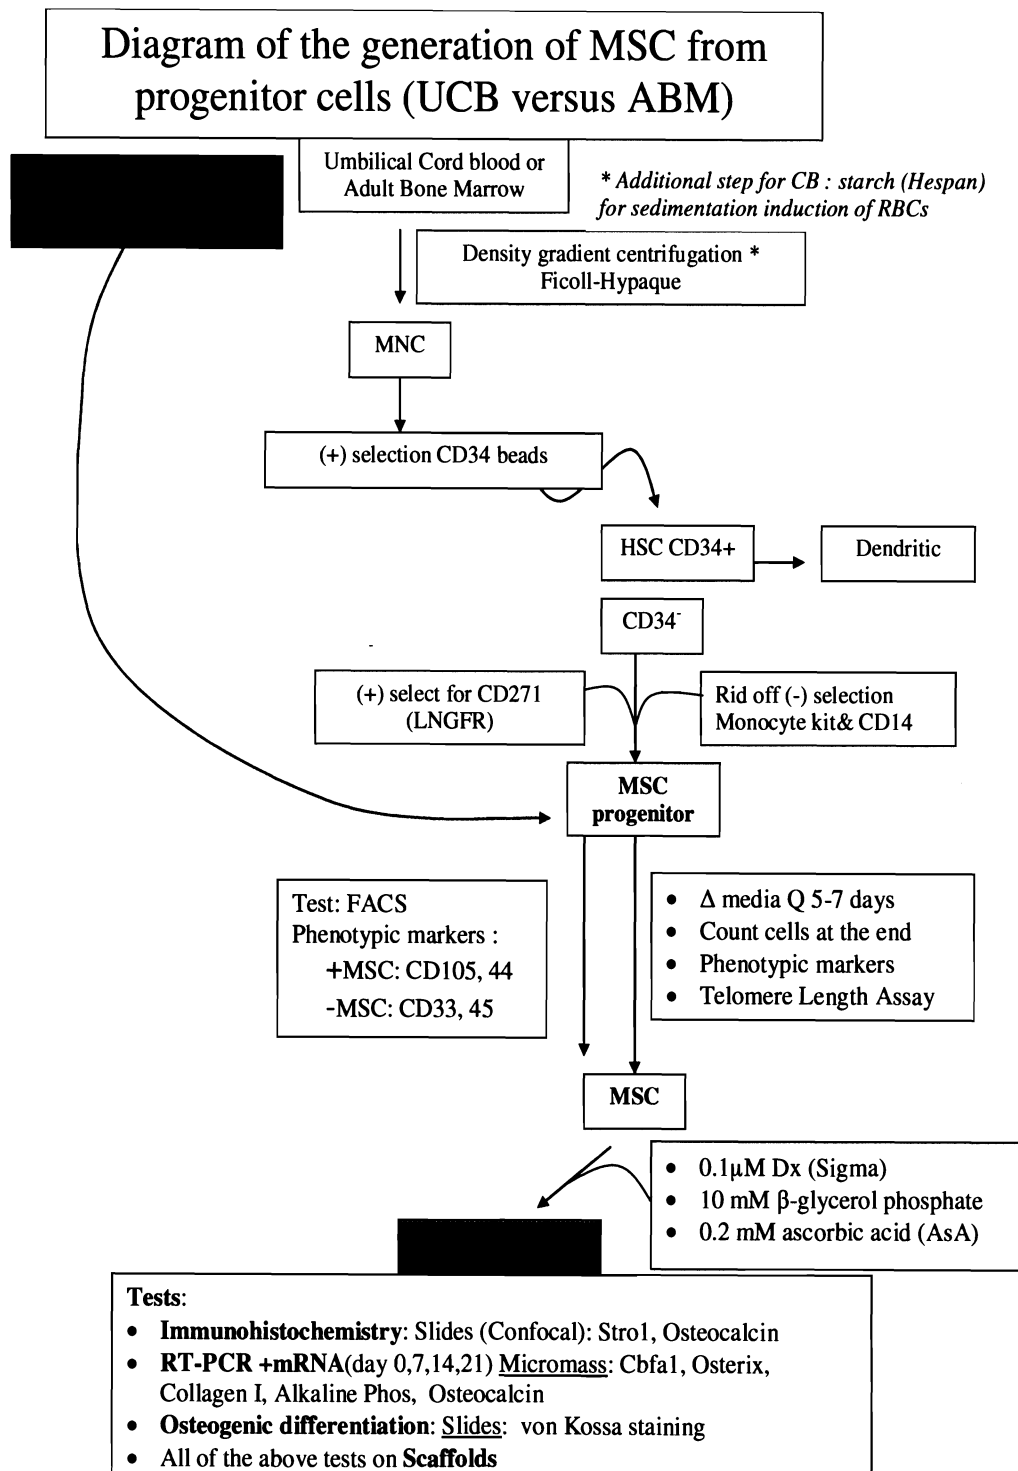 Diagram of the generation of MSC from
progenitor cells (UCB versus ABM)
Umbilical Cord blood or
Adult Bone Marrow
* Additional step for CB : starch (Hespan)
for sedimentation induction of RBCs
Density gradient centrifugation *
Ficoll-Hypaque
MNC
(+) selection CD34 beads
HSC CD34+
Dendritic
CD34⁻
(+) select for CD271
(LNGFR)
Rid off (-) selection
Monocyte kit& CD14
MSC
progenitor
Test: FACS
Phenotypic markers :
+MSC: CD105, 44
-MSC: CD33, 45
• Δ media Q 5-7 days
• Count cells at the end
• Phenotypic markers
• Telomere Length Assay
MSC
• 0.1μM Dx (Sigma)
• 10 mM β-glycerol phosphate
• 0.2 mM ascorbic acid (AsA)
Tests:
• Immunohistochemistry: Slides (Confocal): Stro1, Osteocalcin
• RT-PCR +mRNA(day 0,7,14,21) Micromass: Cbfa1, Osterix,
Collagen I, Alkaline Phos, Osteocalcin
• Osteogenic differentiation: Slides: von Kossa staining
• All of the above tests on Scaffolds